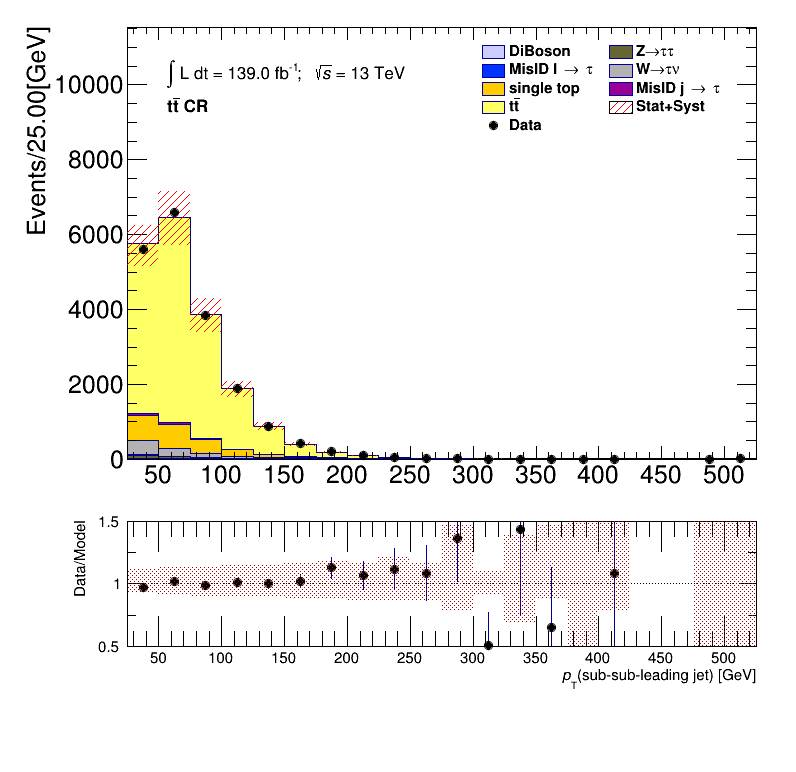 Events/25.00[GeV]
∫ L dt = 139.0 fb⁻¹; √s = 13 TeV
tt̄ CR
DiBoson
Z→ττ
MisID l → τ
W→τν
single top
MisID j → τ
tt̄
Stat+Syst
Data
10000
8000
6000
4000
2000
0
50 100 150 200 250 300 350 400 450 500
Data/Model
1.5
1
0.5
50 100 150 200 250 300 350 400 450 500
p_T(sub-sub-leading jet) [GeV]